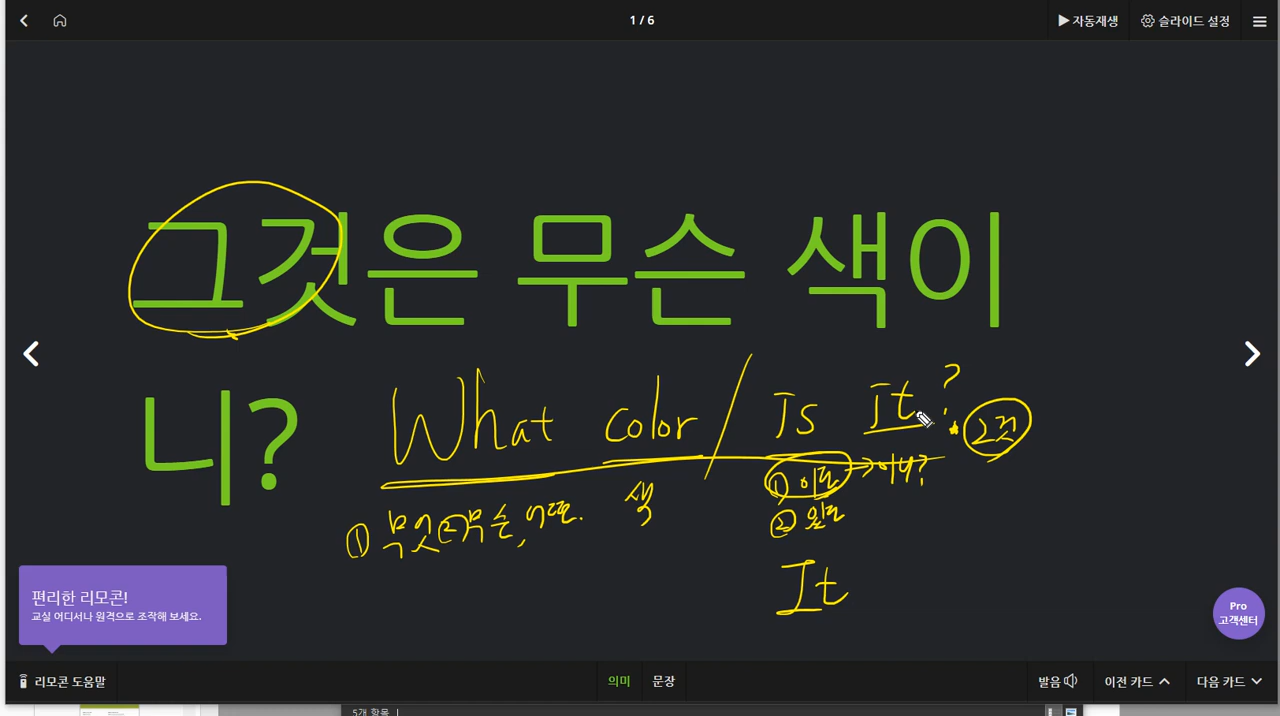 1 / 6
▶자동재생
슬라이드 설정
그것은 무슨 색이
니?
What color / Is It?
그것
① 무엇 ② 무슨, 어떤. 색
① 이다 → 이니?
② 있다
It
편리한 리모콘!
교실 어디서나 원격으로 조작해 보세요.
Pro
고객센터
리모콘 도움말
의미
문장
발음
이전 카드
다음 카드
5개 항목